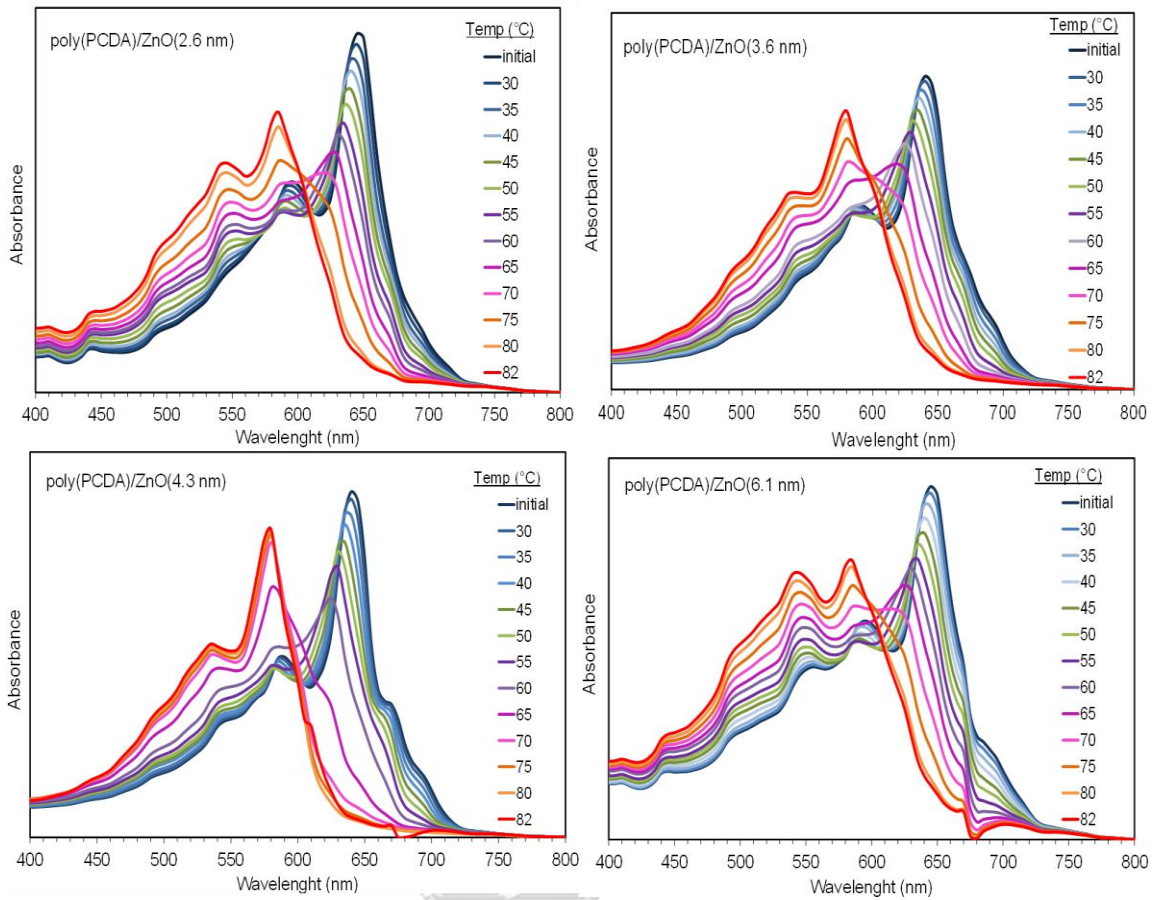 poly(PCDA)/ZnO(2.6 nm)
Temp (°C)
initial
30
35
40
45
50
55
60
65
70
75
80
82
Absorbance
400 450 500 550 600 650 700 750 800
Wavelenght (nm)
poly(PCDA)/ZnO(3.6 nm)
Temp (°C)
initial
30
35
40
45
50
55
60
65
70
75
80
82
Absorbance
400 450 500 550 600 650 700 750 800
Wavelenght (nm)
poly(PCDA)/ZnO(4.3 nm)
Temp (°C)
initial
30
35
40
45
50
55
60
65
70
75
80
82
Absorbance
400 450 500 550 600 650 700 750 800
Wavelenght (nm)
poly(PCDA)/ZnO(6.1 nm)
Temp (°C)
initial
30
35
40
45
50
55
60
65
70
75
80
82
Absorbance
400 450 500 550 600 650 700 750 800
Wavelenght (nm)